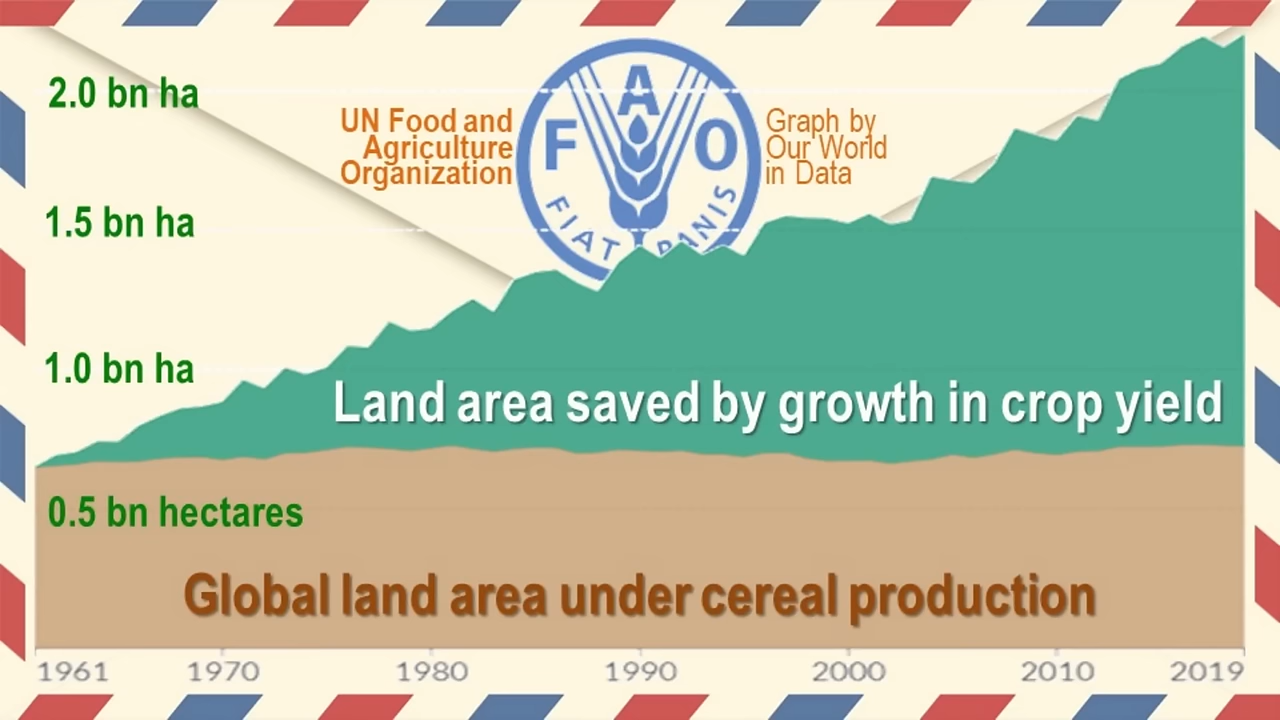 2.0 bn ha
UN Food and
Agriculture
Organization
F A O
FIAT PANIS
Graph by
Our World
in Data
1.5 bn ha
1.0 bn ha
Land area saved by growth in crop yield
0.5 bn hectares
Global land area under cereal production
1961 1970 1980 1990 2000 2010 2019